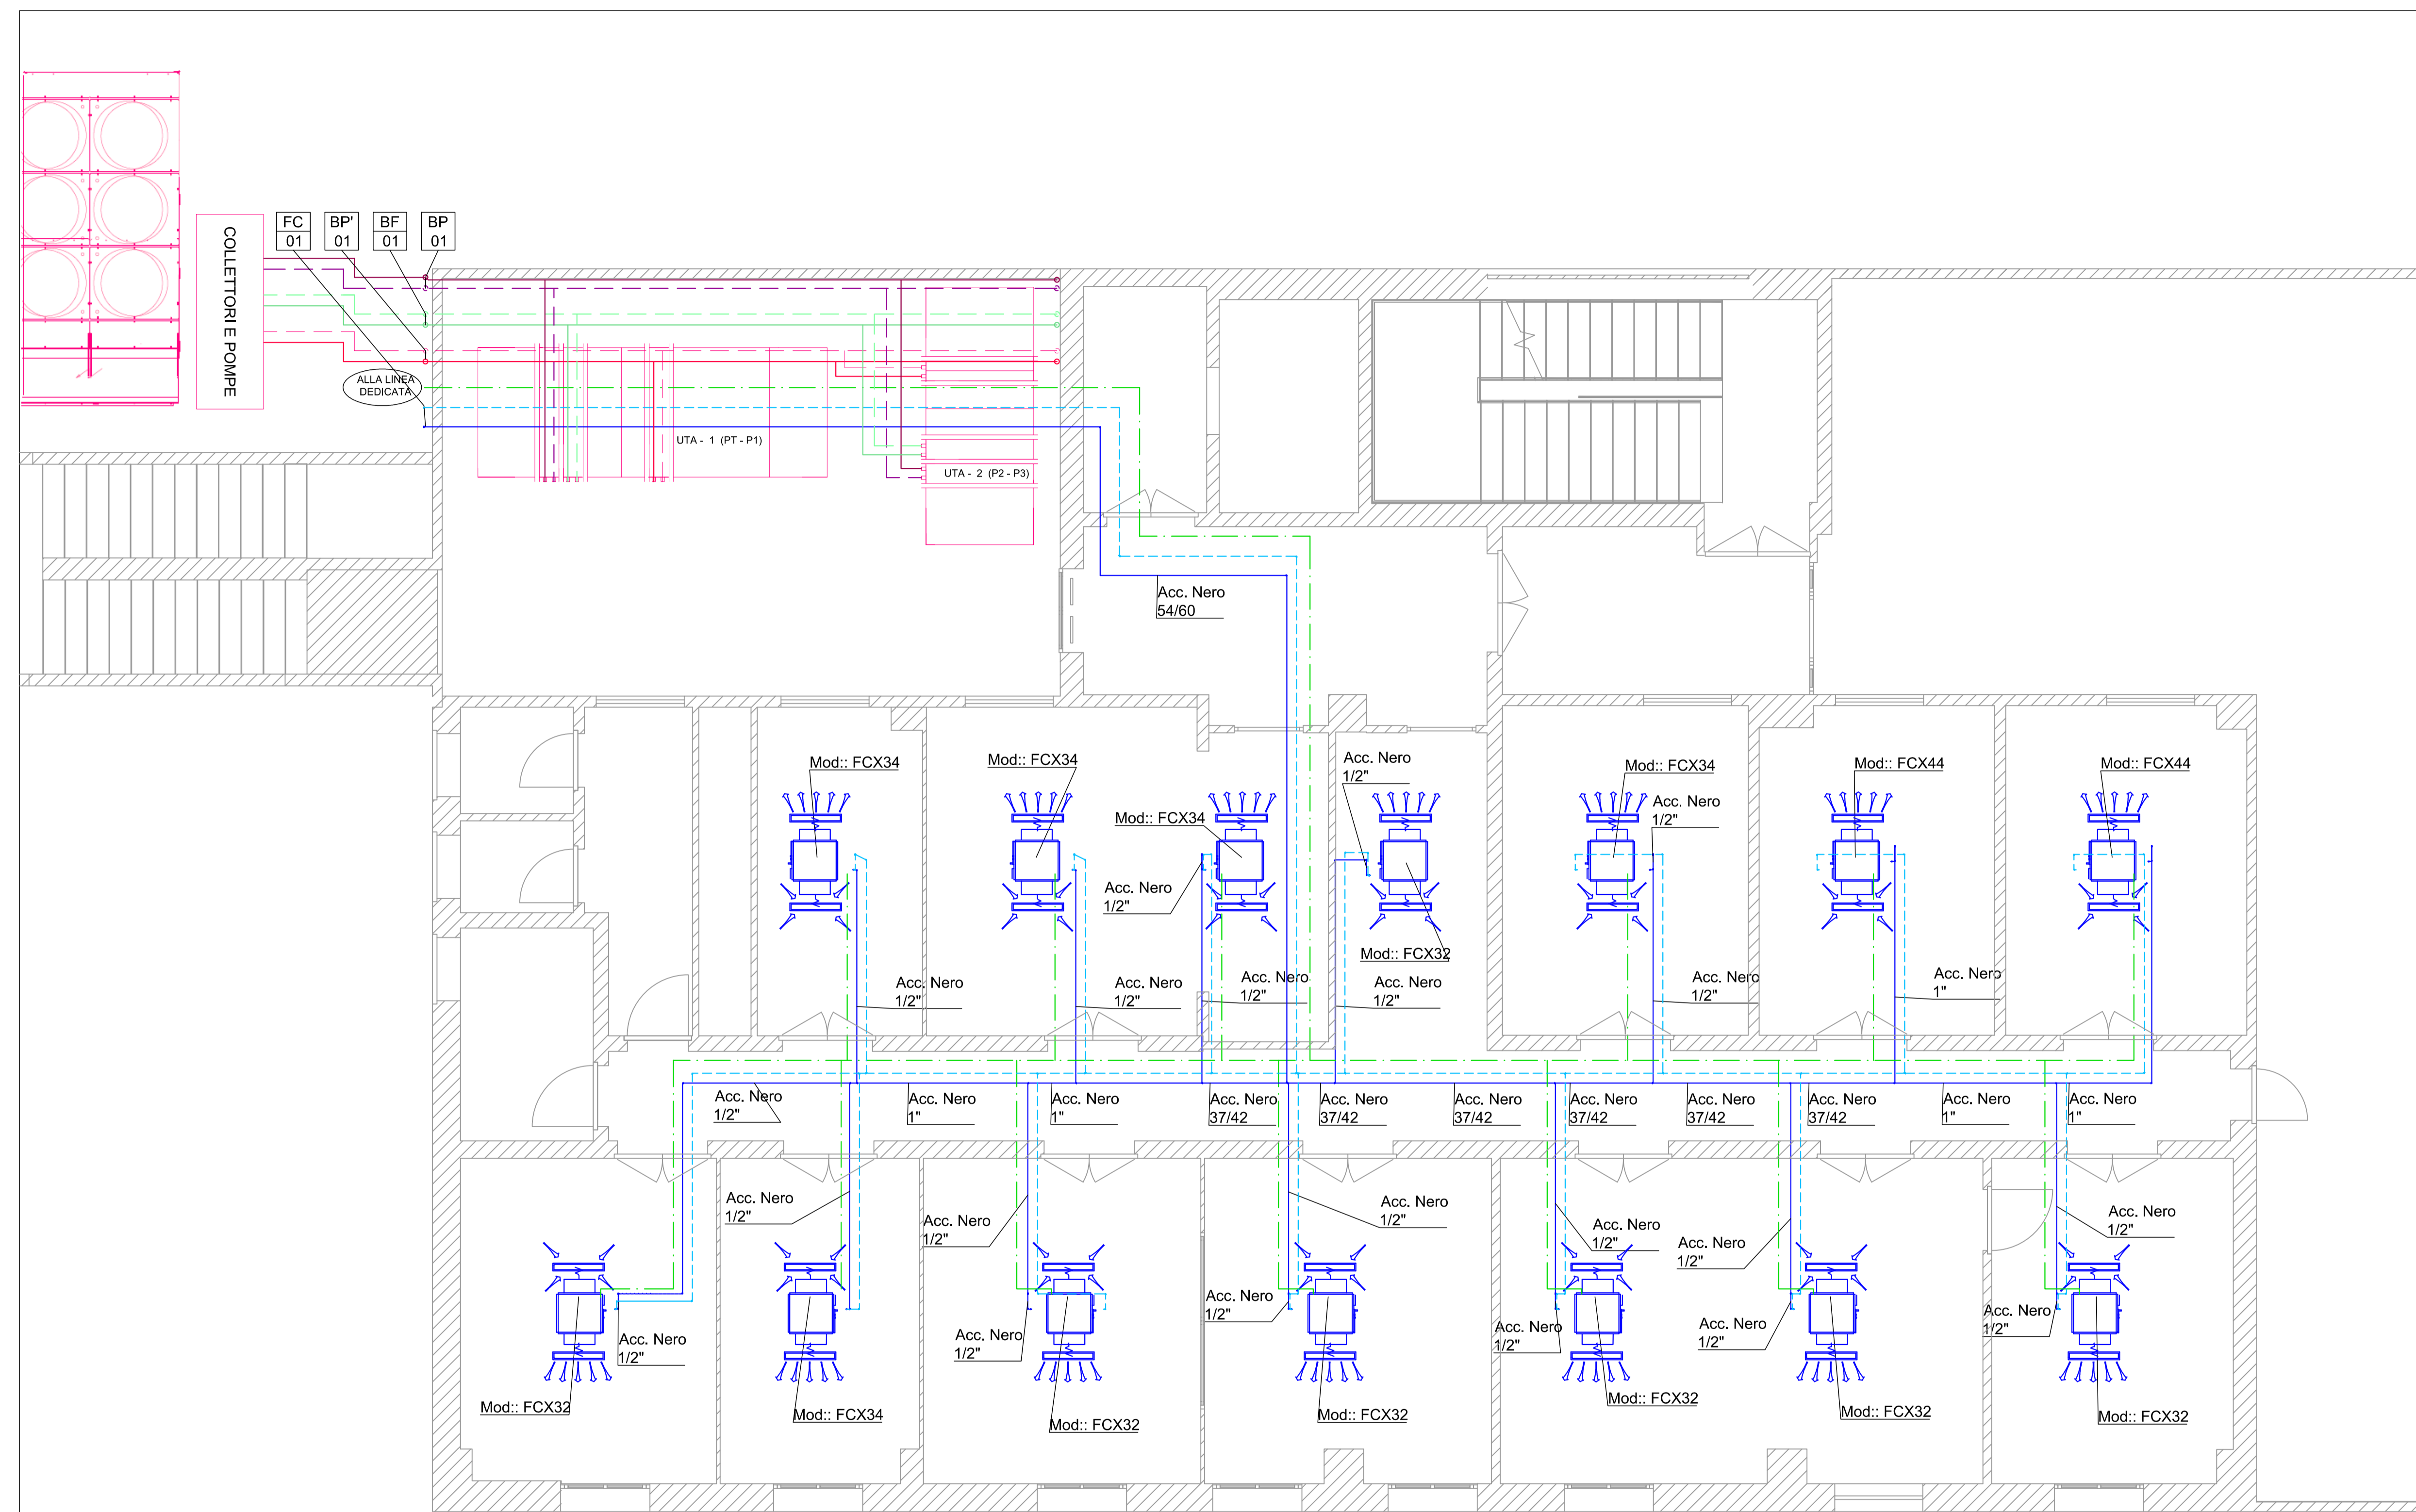 FC
01
BP'
01
BF
01
BP
01
COLLETTORI E POMPE
ALLA LINEA
DEDICATA
UTA - 1 (PT - P1)
UTA - 2 (P2 - P3)
Acc. Nero
54/60
Mod:: FCX34
Mod:: FCX34
Mod:: FCX34
Acc. Nero
1/2"
Mod:: FCX34
Acc. Nero
1/2"
Mod:: FCX44
Mod:: FCX44
Acc. Nero
1/2"
Mod:: FCX32
Acc. Nero
1/2"
Acc. Nero
1/2"
Acc. Nero
1/2"
Acc. Nero
1/2"
Acc. Nero
1/2"
Acc. Nero
1"
Acc. Nero
1/2"
Acc. Nero
1"
Acc. Nero
1"
Acc. Nero
37/42
Acc. Nero
37/42
Acc. Nero
37/42
Acc. Nero
37/42
Acc. Nero
37/42
Acc. Nero
37/42
Acc. Nero
1"
Acc. Nero
1"
Acc. Nero
1/2"
Acc. Nero
1/2"
Acc. Nero
1/2"
Acc. Nero
1/2"
Acc. Nero
1/2"
Acc. Nero
1/2"
Acc. Nero
1/2"
Acc. Nero
1/2"
Acc. Nero
1/2"
Acc. Nero
1/2"
Acc. Nero
1/2"
Acc. Nero
1/2"
Mod:: FCX32
Mod:: FCX34
Mod:: FCX32
Mod:: FCX32
Mod:: FCX32
Mod:: FCX32
Mod:: FCX32